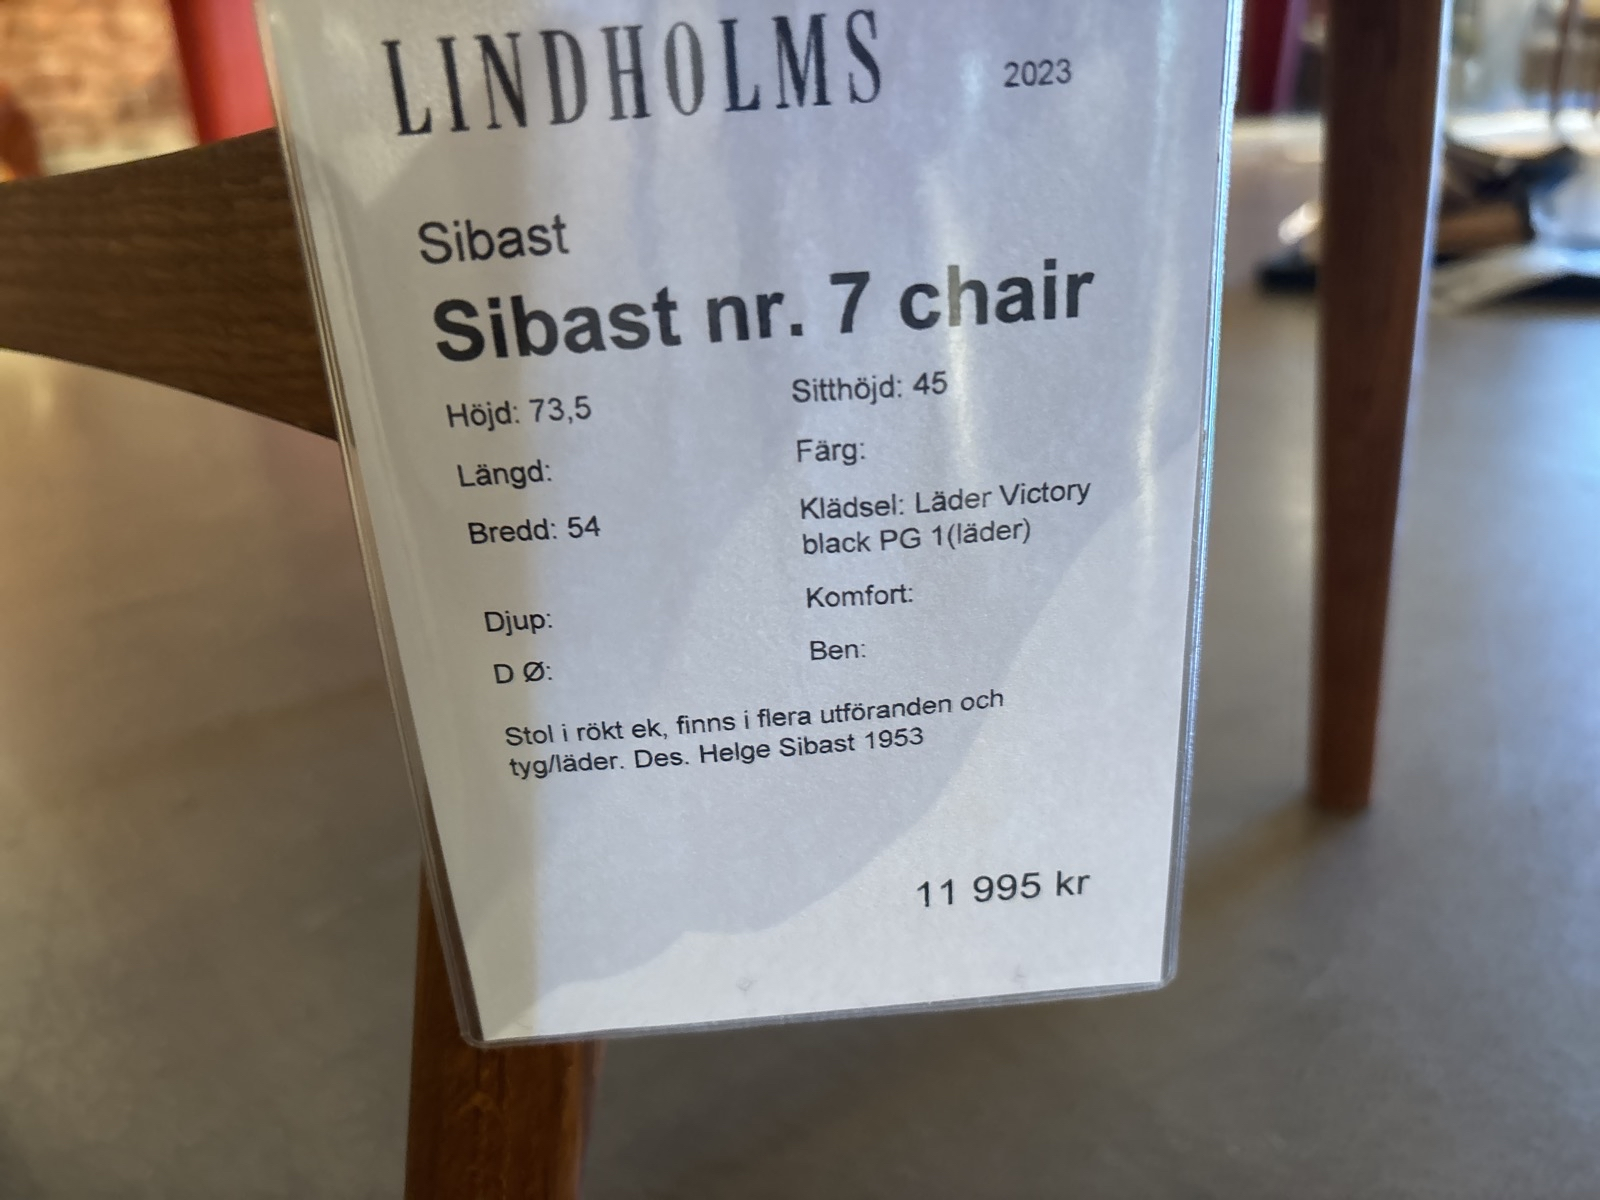 LINDHOLMS 2023
Sibast
Sibast nr. 7 chair
Höjd: 73,5
Längd:
Bredd: 54
Djup:
D Ø:
Sitthöjd: 45
Färg:
Klädsel: Läder Victory
black PG 1(läder)
Komfort:
Ben:
Stol i rökt ek, finns i flera utföranden och
tyg/läder. Des. Helge Sibast 1953
11 995 kr